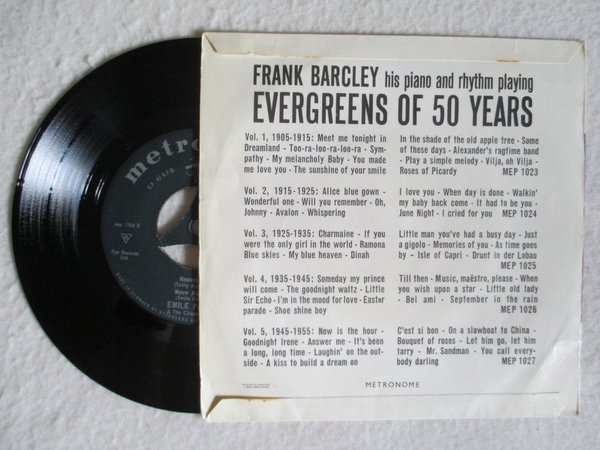 FRANK BARCLEY his piano and rhythm playing
EVERGREENS OF 50 YEARS
Vol. 1, 1905-1915: Meet me tonight in
Dreamland - Too-ra-loo-ra-loo-ra - Sym-
pathy - My melancholy Baby - You made
me love you - The sunshine of your smile
In the shade of the old apple tree - Some
of these days - Alexander's ragtime band
- Play a simple melody - Vilja, oh Vilja -
Roses of Picardy MEP 1023
Vol. 2, 1915-1925: Alice blue gown -
Wonderful one - Will you remember - Oh,
Johnny - Avalon - Whispering
I love you - When day is done - Walkin'
my baby back come - It had to be you -
June Night - I cried for you MEP 1024
Vol. 3, 1925-1935: Charmaine - If you
were the only girl in the world - Ramona
Blue skies - My blue heaven - Dinah
Little man you've had a busy day - Just
a gigolo - Memories of you - As time goes
by - Isle of Capri - Drunt in der Lobau
MEP 1025
Vol. 4, 1935-1945: Someday my prince
will come - The goodnight waltz - Little
Sir Echo - I'm in the mood for love - Easter
parade - Shoe shine boy
Till then - Music, maëstro, please - When
you wish upon a star - Little old lady
- Bel ami - September in the rain
MEP 1026
Vol. 5, 1945-1955: Now is the hour -
Goodnight Irene - Answer me - It's been
a long, long time - Laughin' on the out-
side - A kiss to build a dream on
C'est si bon - On a slowboat to China -
Bouquet of roses - Let him go, let him
tarry - Mr. Sandman - You call every-
body darling MEP 1027
METRONOME
metro
mep 1764 B
Pye Records
Ltd.
EMILE